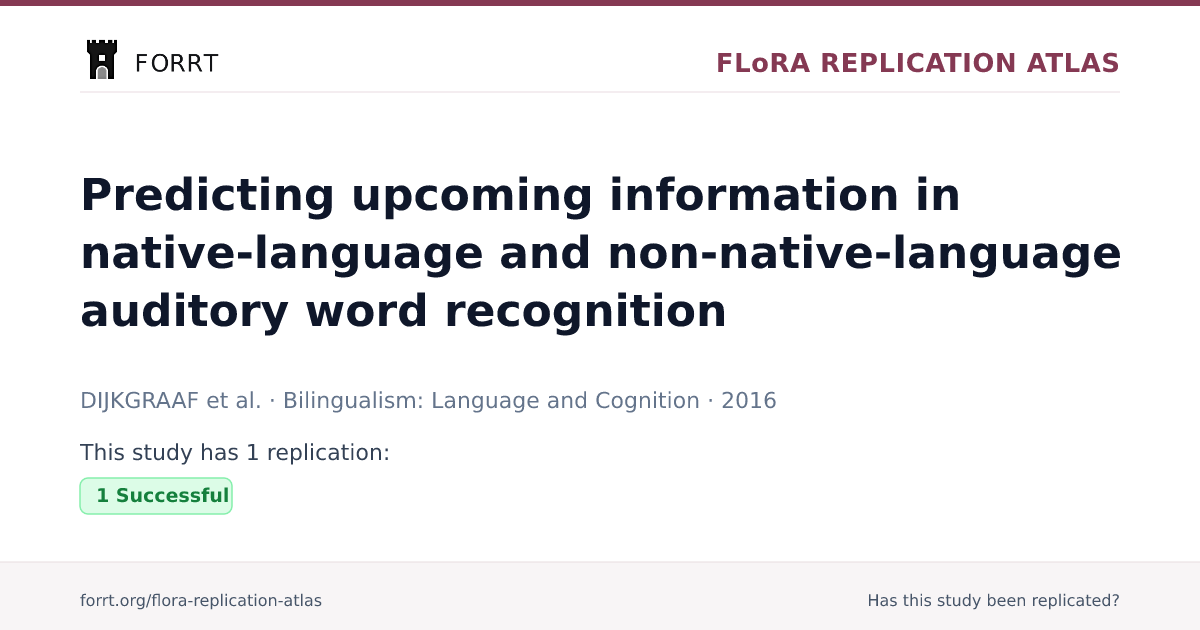 FORRT
FLoRA REPLICATION ATLAS
Predicting upcoming information in
native-language and non-native-language
auditory word recognition
DIJKGRAAF et al. · Bilingualism: Language and Cognition · 2016
This study has 1 replication:
1 Successful
forrt.org/flora-replication-atlas
Has this study been replicated?